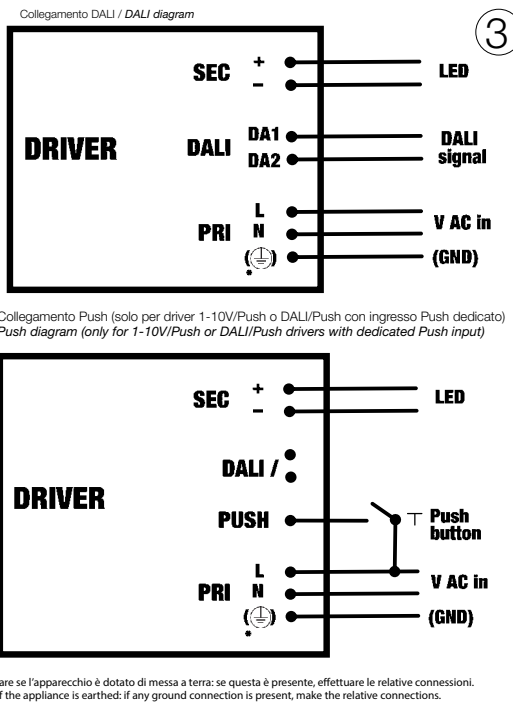 Collegamento DALI / DALI diagram
3
SEC + LED
−
DRIVER
DALI DA1 DALI
DA2 signal
L
PRI N V AC in
(⏚) (GND)
*
Collegamento Push (solo per driver 1-10V/Push o DALI/Push con ingresso Push dedicato)
Push diagram (only for 1-10V/Push or DALI/Push drivers with dedicated Push input)
SEC + LED
−
DALI /
DRIVER
PUSH Push
button
L
PRI N V AC in
(⏚) (GND)
*
are se l'apparecchio è dotato di messa a terra: se questa è presente, effettuare le relative connessioni.
f the appliance is earthed: if any ground connection is present, make the relative connections.